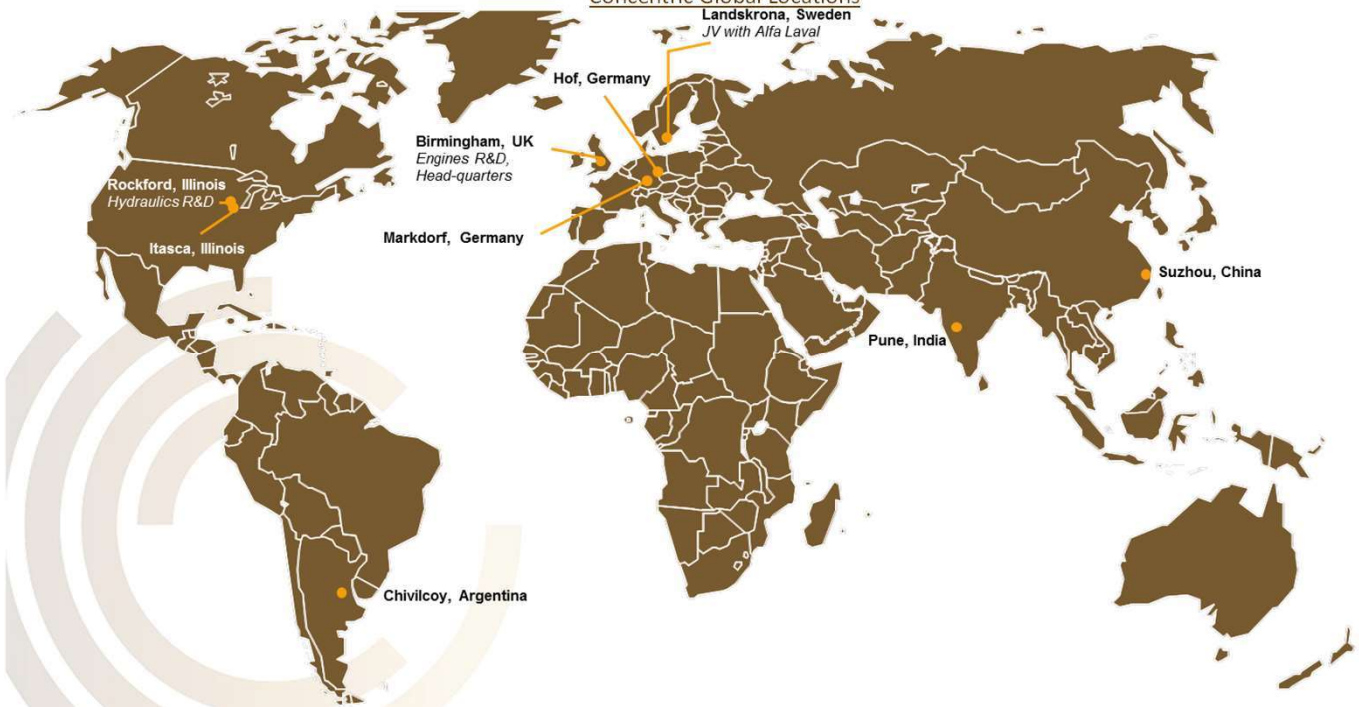 Concentric Global Locations
Landskrona, Sweden
JV with Alfa Laval
Hof, Germany
Birmingham, UK
Engines R&D,
Head-quarters
Rockford, Illinois
Hydraulics R&D
Itasca, Illinois
Markdorf, Germany
Suzhou, China
Pune, India
Chivilcoy, Argentina